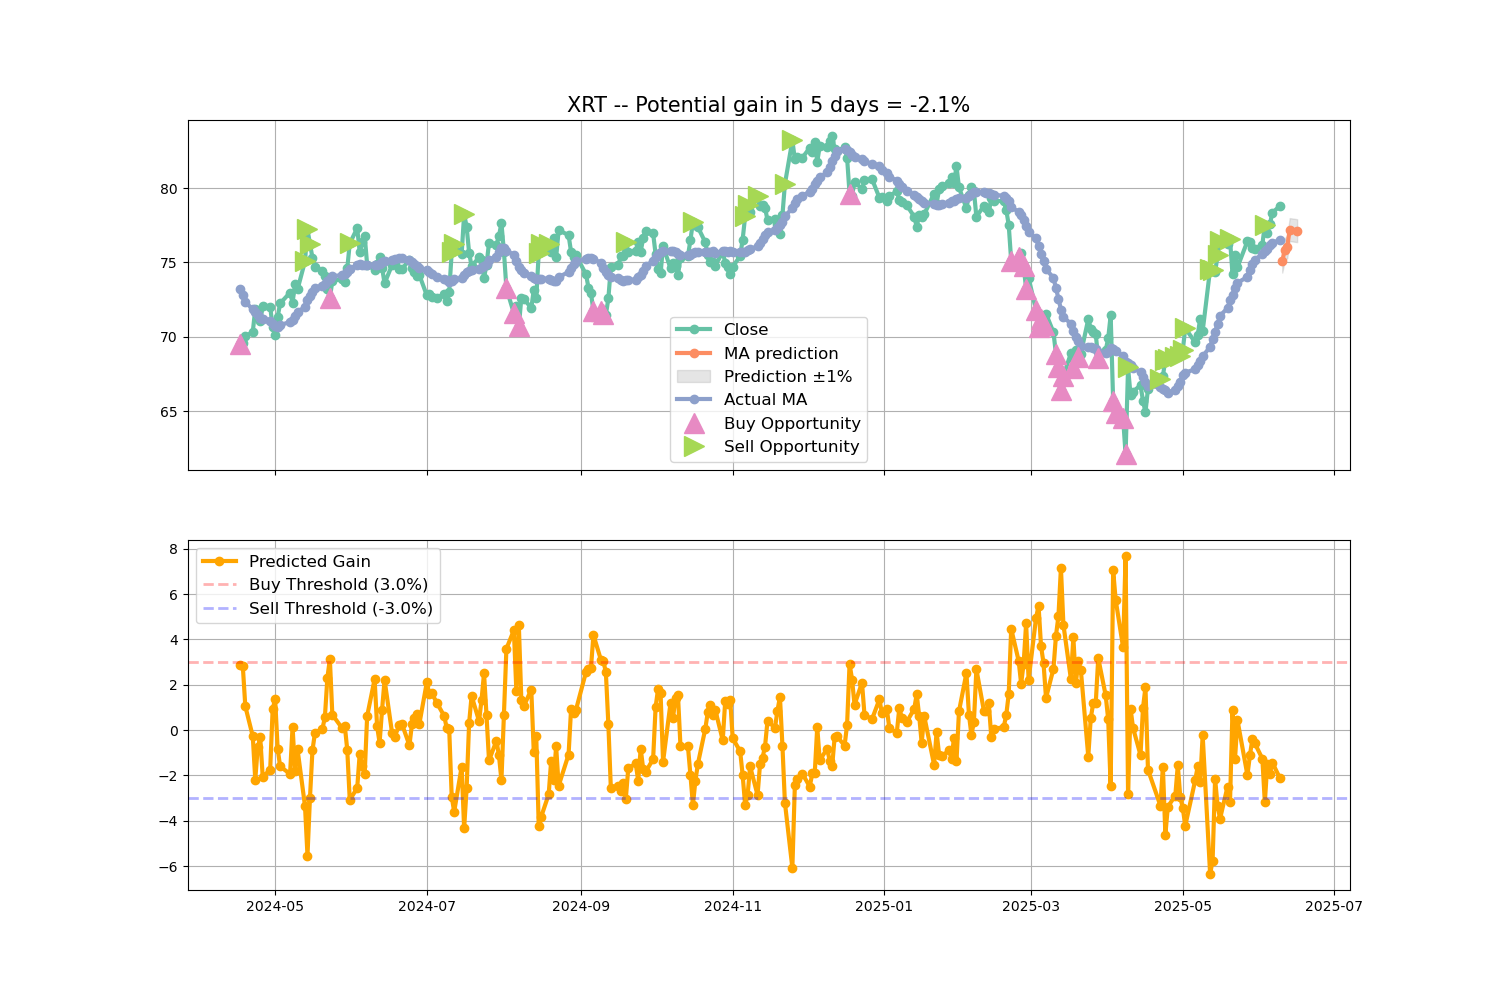 XRT -- Potential gain in 5 days = -2.1%
80
75
70
65
Close
MA prediction
Prediction ±1%
Actual MA
Buy Opportunity
Sell Opportunity
8
6
4
2
0
−2
−4
−6
Predicted Gain
Buy Threshold (3.0%)
Sell Threshold (-3.0%)
2024-05 2024-07 2024-09 2024-11 2025-01 2025-03 2025-05 2025-07